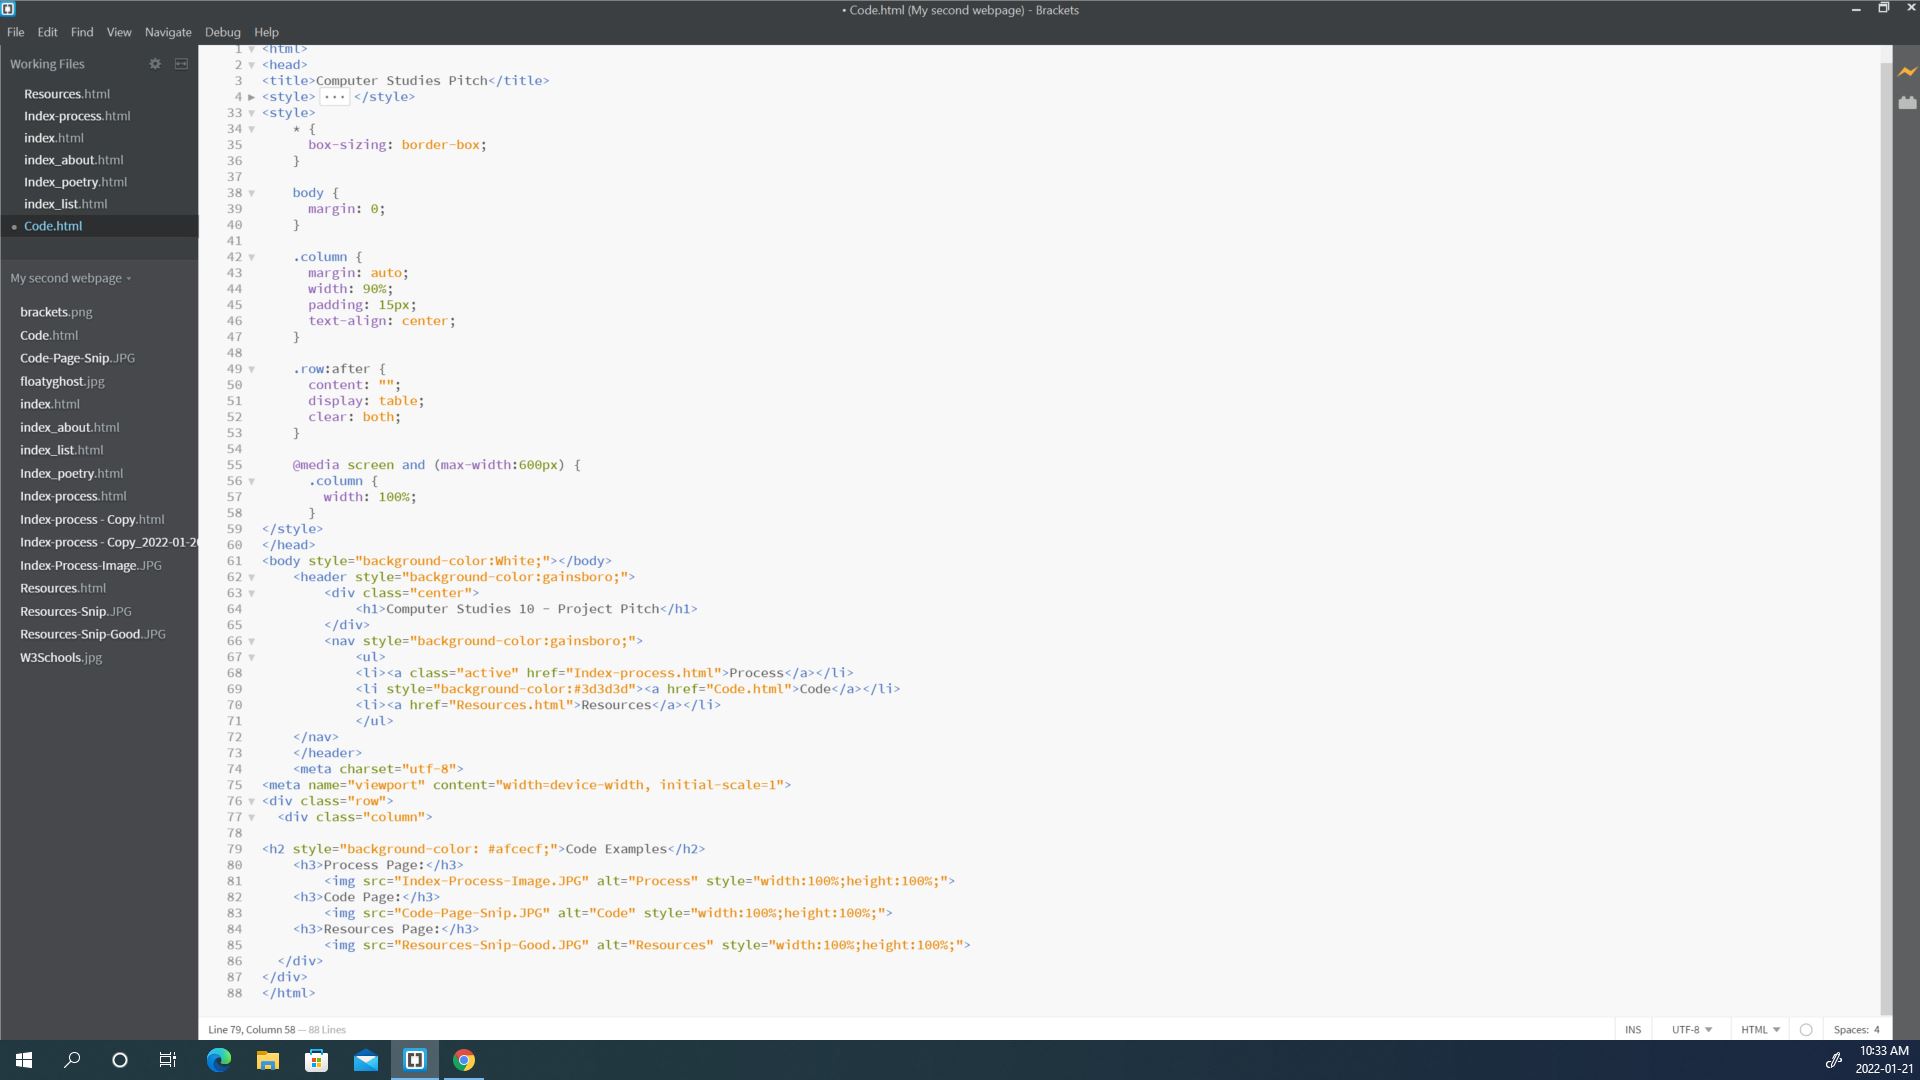 • Code.html (My second webpage) - Brackets
File Edit Find View Navigate Debug Help
Working Files
Resources.html
Index-process.html
index.html
index_about.html
Index_poetry.html
index_list.html
Code.html
My second webpage
brackets.png
Code.html
Code-Page-Snip.JPG
floatyghost.jpg
index.html
index_about.html
index_list.html
Index_poetry.html
Index-process.html
Index-process - Copy.html
Index-process - Copy_2022-01-20
Index-Process-Image.JPG
Resources.html
Resources-Snip.JPG
Resources-Snip-Good.JPG
W3Schools.jpg
1 <html>
2 <head>
3 <title>Computer Studies Pitch</title>
4 <style> ... </style>
33 <style>
34 * {
35 box-sizing: border-box;
36 }
37
38 body {
39 margin: 0;
40 }
41
42 .column {
43 margin: auto;
44 width: 90%;
45 padding: 15px;
46 text-align: center;
47 }
48
49 .row:after {
50 content: "";
51 display: table;
52 clear: both;
53 }
54
55 @media screen and (max-width:600px) {
56 .column {
57 width: 100%;
58 }
59 </style>
60 </head>
61 <body style="background-color:White;"></body>
62 <header style="background-color:gainsboro;">
63 <div class="center">
64 <h1>Computer Studies 10 - Project Pitch</h1>
65 </div>
66 <nav style="background-color:gainsboro;">
67 <ul>
68 <li><a class="active" href="Index-process.html">Process</a></li>
69 <li style="background-color:#3d3d3d"><a href="Code.html">Code</a></li>
70 <li><a href="Resources.html">Resources</a></li>
71 </ul>
72 </nav>
73 </header>
74 <meta charset="utf-8">
75 <meta name="viewport" content="width=device-width, initial-scale=1">
76 <div class="row">
77 <div class="column">
78
79 <h2 style="background-color: #afcecf;">Code Examples</h2>
80 <h3>Process Page:</h3>
81 <img src="Index-Process-Image.JPG" alt="Process" style="width:100%;height:100%;">
82 <h3>Code Page:</h3>
83 <img src="Code-Page-Snip.JPG" alt="Code" style="width:100%;height:100%;">
84 <h3>Resources Page:</h3>
85 <img src="Resources-Snip-Good.JPG" alt="Resources" style="width:100%;height:100%;">
86 </div>
87 </div>
88 </html>
Line 79, Column 58 — 88 Lines
INS UTF-8 HTML Spaces: 4
10:33 AM
2022-01-21